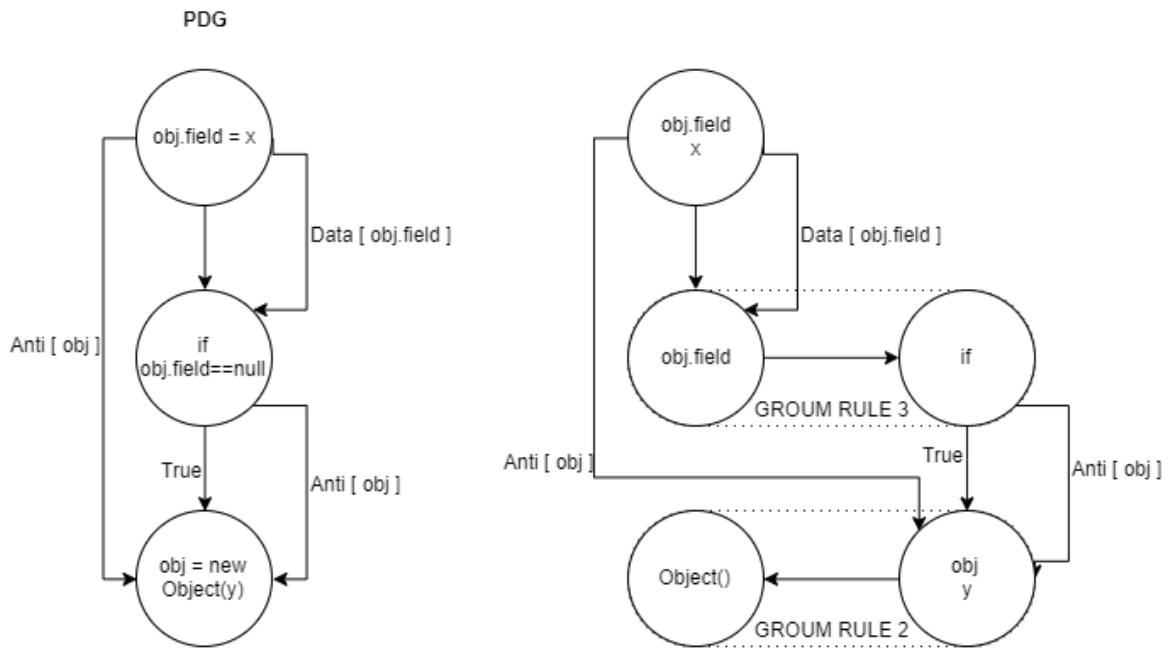 PDG
obj.field = x
Data [ obj.field ]
if
obj.field==null
Anti [ obj ]
True
Anti [ obj ]
obj = new
Object(y)
obj.field
x
Data [ obj.field ]
obj.field
if
GROUM RULE 3
Anti [ obj ]
True
Anti [ obj ]
Object()
obj
y
GROUM RULE 2